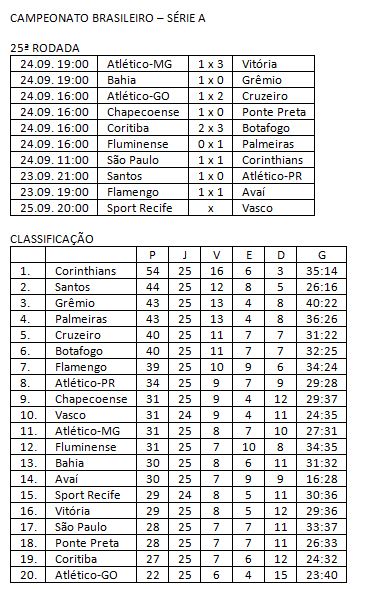 CAMPEONATO BRASILEIRO – SÉRIE A
25ª RODADA
24.09. 19:00 Atlético-MG 1 x 3 Vitória
24.09. 19:00 Bahia 1 x 0 Grêmio
24.09. 16:00 Atlético-GO 1 x 2 Cruzeiro
24.09. 16:00 Chapecoense 1 x 0 Ponte Preta
24.09. 16:00 Coritiba 2 x 3 Botafogo
24.09. 16:00 Fluminense 0 x 1 Palmeiras
24.09. 11:00 São Paulo 1 x 1 Corinthians
23.09. 21:00 Santos 1 x 0 Atlético-PR
23.09. 19:00 Flamengo 1 x 1 Avaí
25.09. 20:00 Sport Recife x Vasco
CLASSIFICAÇÃO
P J V E D G
1. Corinthians 54 25 16 6 3 35:14
2. Santos 44 25 12 8 5 26:16
3. Grêmio 43 25 13 4 8 40:22
4. Palmeiras 43 25 13 4 8 36:26
5. Cruzeiro 40 25 11 7 7 31:22
6. Botafogo 40 25 11 7 7 32:25
7. Flamengo 39 25 10 9 6 34:24
8. Atlético-PR 34 25 9 7 9 29:28
9. Chapecoense 31 25 9 4 12 29:37
10. Vasco 31 24 9 4 11 24:35
11. Atlético-MG 31 25 8 7 10 27:31
12. Fluminense 31 25 7 10 8 34:35
13. Bahia 30 25 8 6 11 31:32
14. Avaí 30 25 7 9 9 16:28
15. Sport Recife 29 24 8 5 11 30:36
16. Vitória 29 25 8 5 12 29:36
17. São Paulo 28 25 7 7 11 33:37
18. Ponte Preta 28 25 7 7 11 26:33
19. Coritiba 27 25 7 6 12 24:32
20. Atlético-GO 22 25 6 4 15 23:40